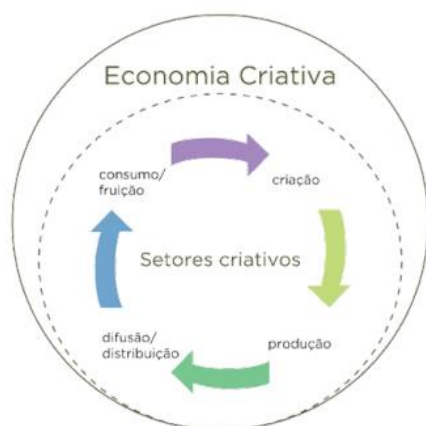 Economia Criativa
consumo/
fruição
criação
Setores criativos
difusão/
distribuição
produção